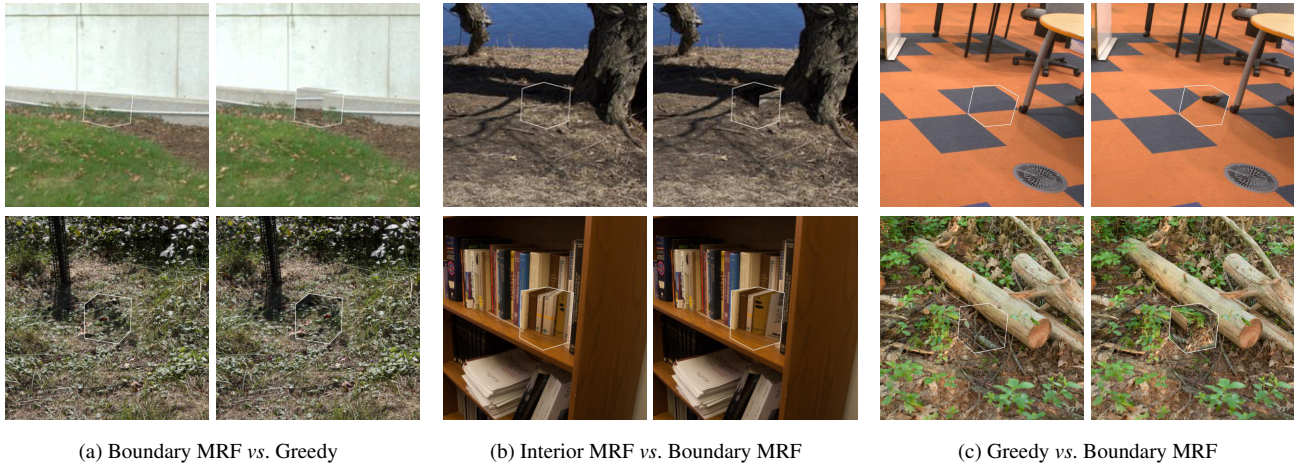 (a) Boundary MRF vs. Greedy
(b) Interior MRF vs. Boundary MRF
(c) Greedy vs. Boundary MRF